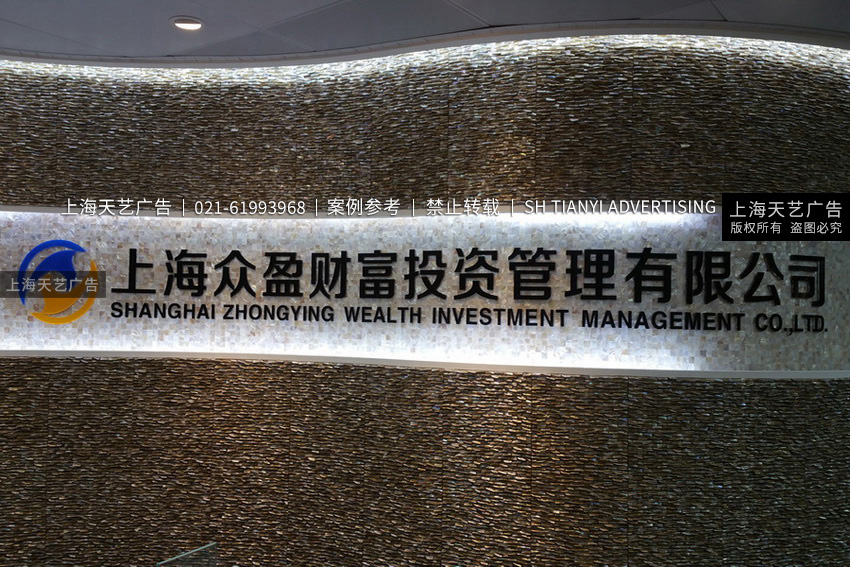 上海天艺广告 | 021-61993968 | 案例参考 | 禁止转载 | SH TIANYI ADVERTISING
上海天艺广告
版权所有 盗图必究
上海天艺广告
上海众盈财富投资管理有限公司
SHANGHAI ZHONGYING WEALTH INVESTMENT MANAGEMENT CO.,LTD.